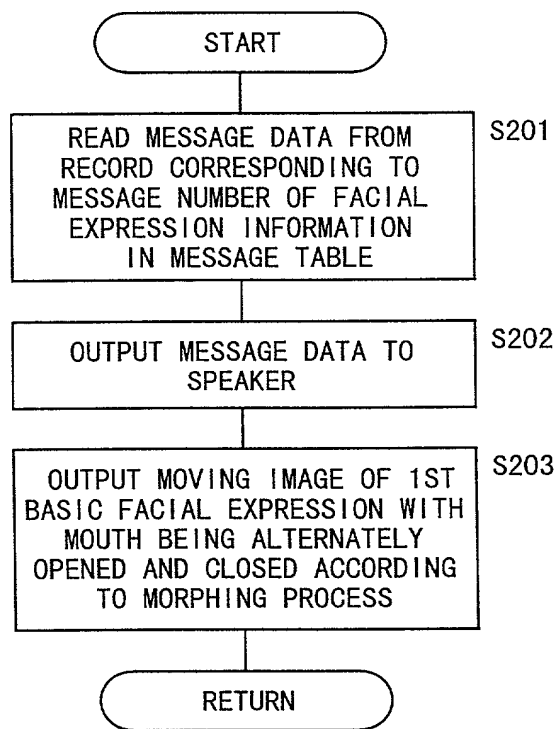 START
READ MESSAGE DATA FROM
RECORD CORRESPONDING TO
MESSAGE NUMBER OF FACIAL
EXPRESSION INFORMATION
IN MESSAGE TABLE
S201
OUTPUT MESSAGE DATA TO
SPEAKER
S202
OUTPUT MOVING IMAGE OF 1ST
BASIC FACIAL EXPRESSION WITH
MOUTH BEING ALTERNATELY
OPENED AND CLOSED ACCORDING
TO MORPHING PROCESS
S203
RETURN